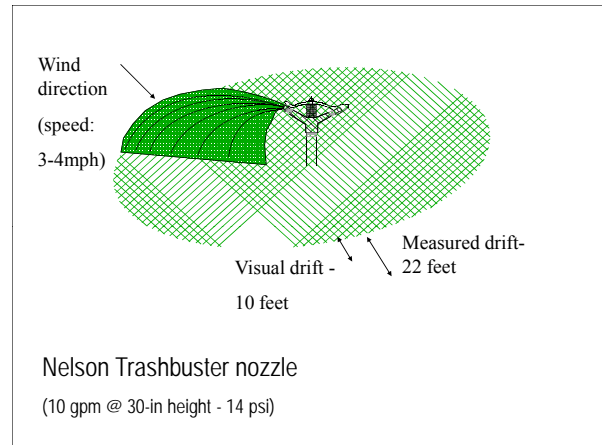 Wind
direction
(speed:
3-4mph)
Measured drift-
22 feet
Visual drift -
10 feet
Nelson Trashbuster nozzle
(10 gpm @ 30-in height - 14 psi)